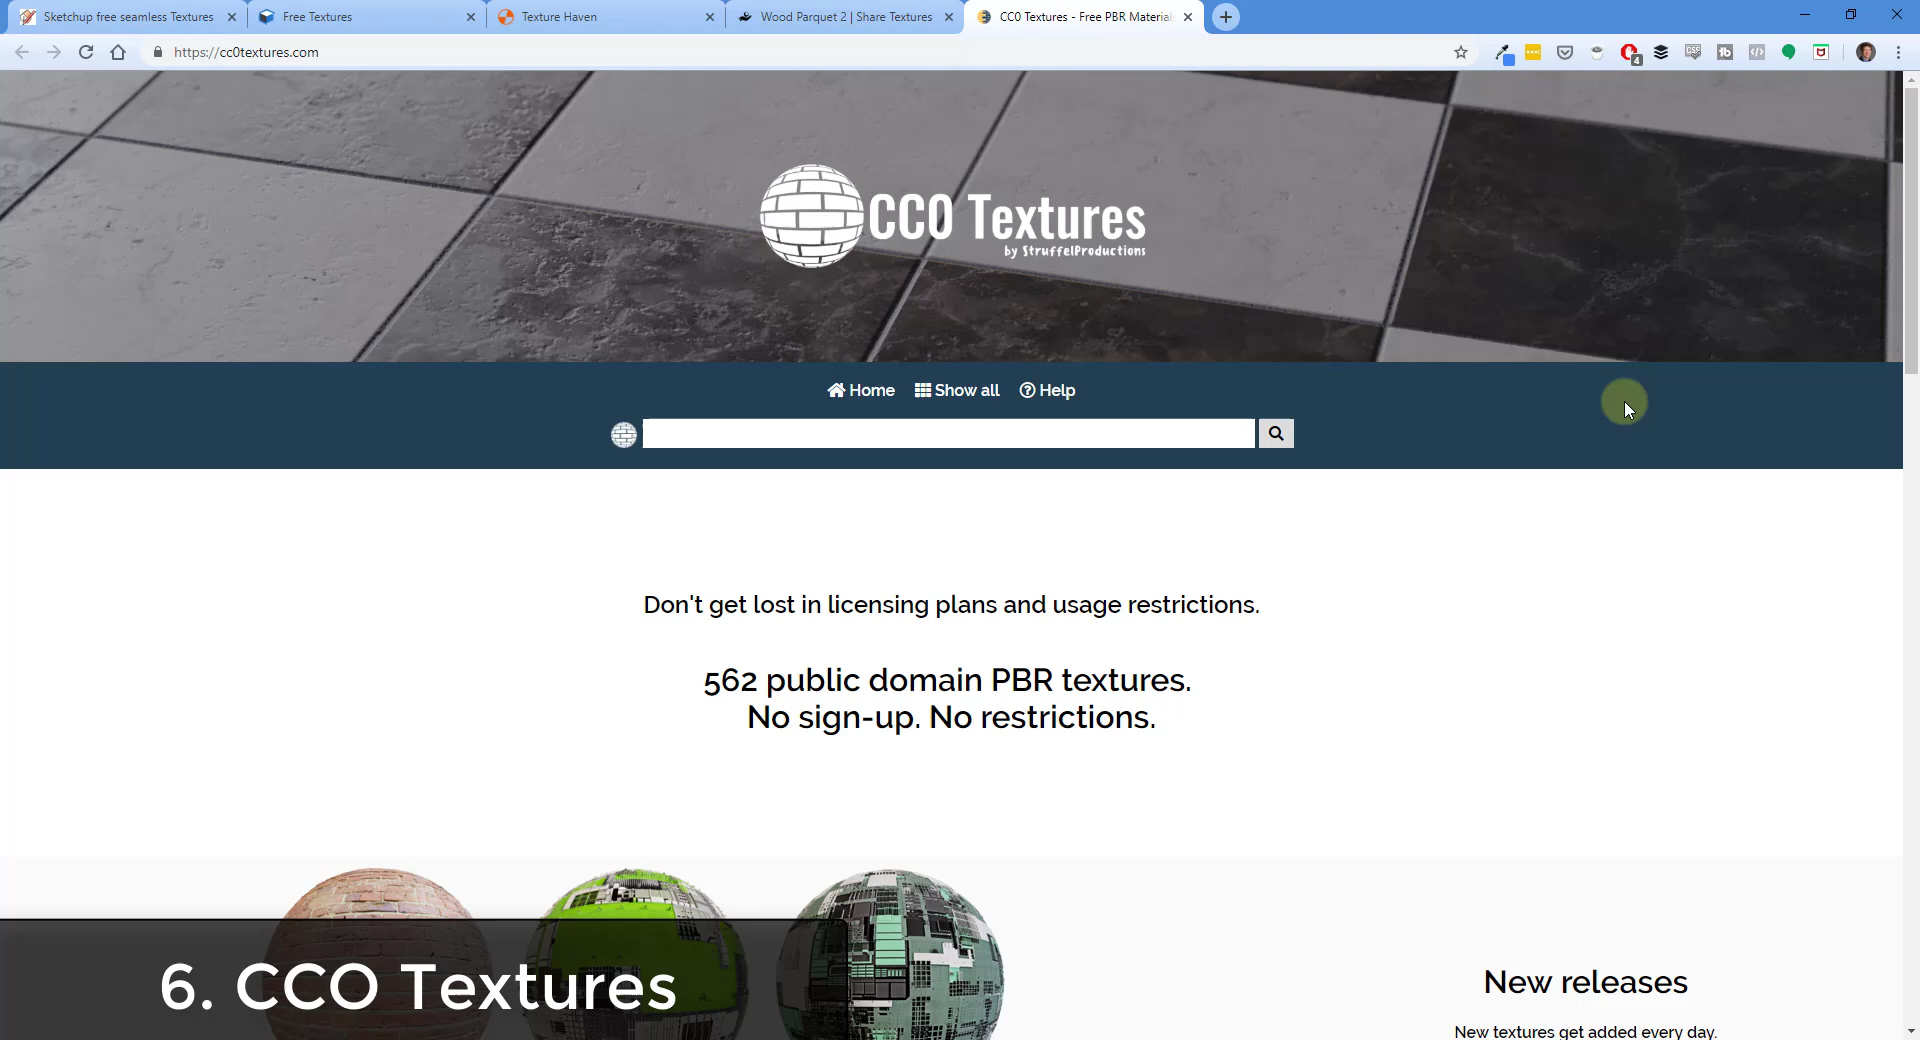 Sketchup free seamless Textures
Free Textures
Texture Haven
Wood Parquet 2 | Share Textures
CC0 Textures - Free PBR Material
https://cc0textures.com
4
CC0 Textures
by StruffelProductions
Home
Show all
Help
Don't get lost in licensing plans and usage restrictions.
562 public domain PBR textures.
No sign-up. No restrictions.
6. CCO Textures
New releases
New textures get added every day.